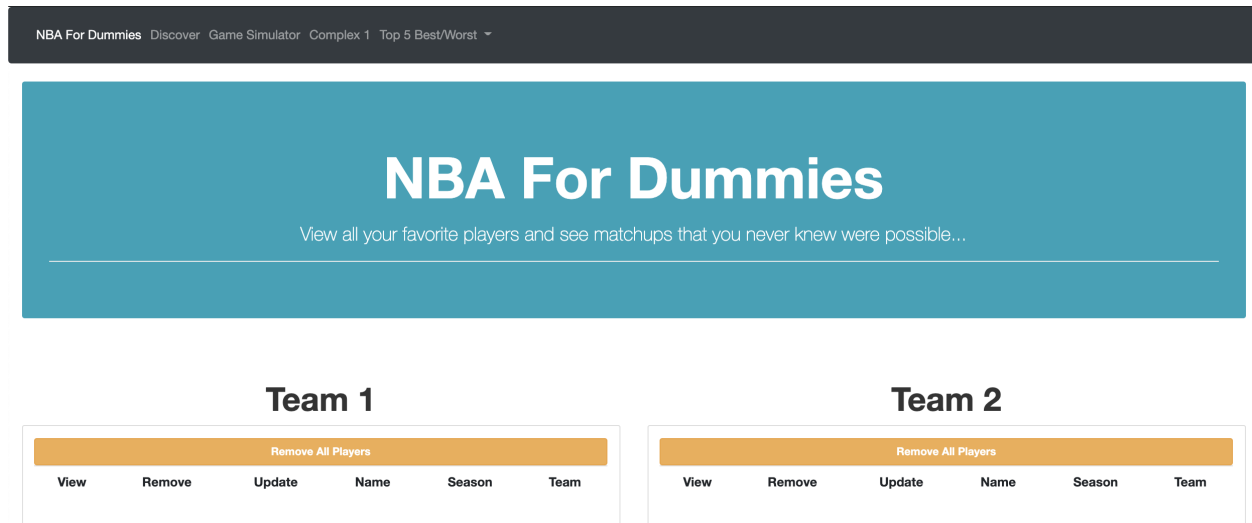 NBA For Dummies Discover Game Simulator Complex 1 Top 5 Best/Worst
NBA For Dummies
View all your favorite players and see matchups that you never knew were possible...
Team 1
Remove All Players
View Remove Update Name Season Team
Team 2
Remove All Players
View Remove Update Name Season Team